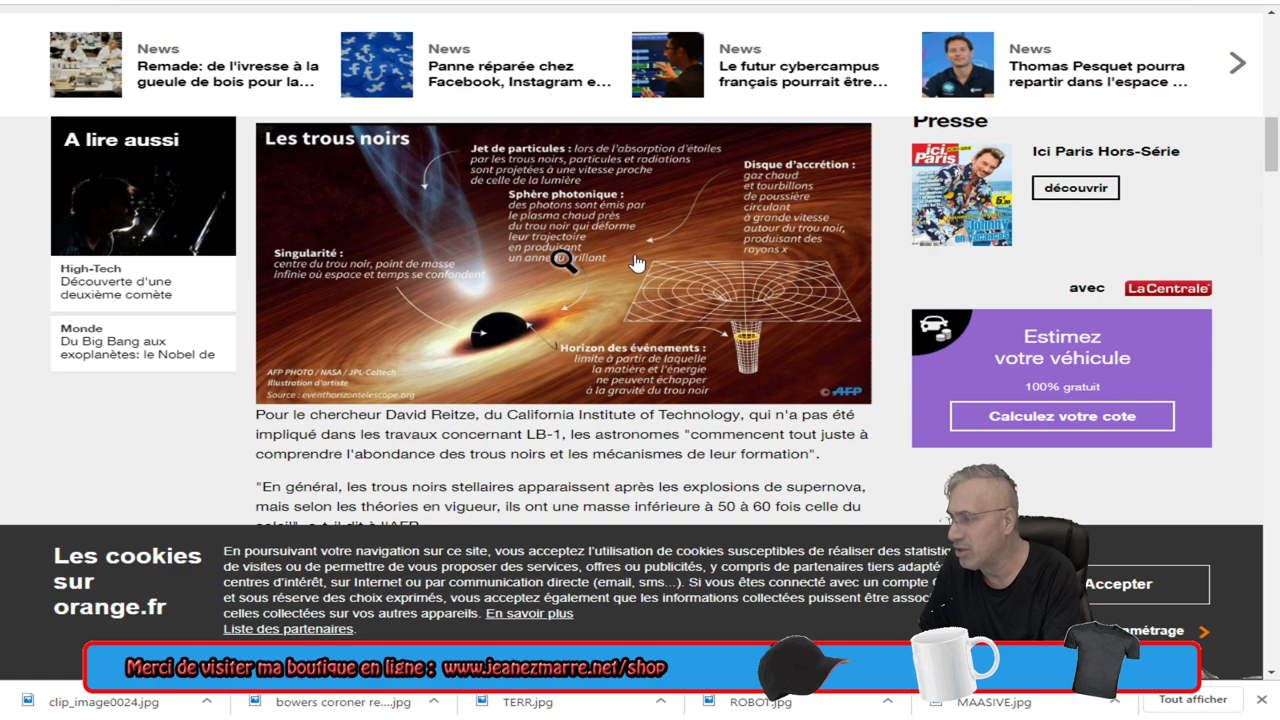 News
Remade: de l'ivresse à la
gueule de bois pour la...
News
Panne réparée chez
Facebook, Instagram e...
News
Le futur cybercampus
français pourrait être...
News
Thomas Pesquet pourra
repartir dans l'espace ...
A lire aussi
High-Tech
Découverte d'une
deuxième comète
Monde
Du Big Bang aux
exoplanètes: le Nobel de
Les trous noirs
Jet de particules : lors de l'absorption d'étoiles
par les trous noirs, particules et radiations
sont projetées à une vitesse proche
de celle de la lumière
Sphère photonique :
des photons sont émis par
le plasma chaud près
du trou noir qui déforme
leur trajectoire
en produisant
un anneau brillant
Disque d'accrétion :
gaz chaud
et tourbillons
de poussière
circulant
à grande vitesse
autour du trou noir,
produisant des
rayons x
Singularité :
centre du trou noir, point de masse
infinie où espace et temps se confondent
Horizon des événements :
limite à partir de laquelle
la matière et l'énergie
ne peuvent échapper
à la gravité du trou noir
AFP PHOTO / NASA / JPL-Caltech
Illustration d'artiste
Source : eventhorizontelescope.org
© AFP
Pour le chercheur David Reitze, du California Institute of Technology, qui n'a pas été
impliqué dans les travaux concernant LB-1, les astronomes "commencent tout juste à
comprendre l'abondance des trous noirs et les mécanismes de leur formation".
"En général, les trous noirs stellaires apparaissent après les explosions de supernova,
mais selon les théories en vigueur, ils ont une masse inférieure à 50 à 60 fois celle du
soleil", a-t-il dit à l'AFP.
Presse
ici Paris
Johnny
Ici Paris Hors-Série
découvrir
avec LaCentrale
Estimez
votre véhicule
100% gratuit
Calculez votre cote
Les cookies
sur
orange.fr
En poursuivant votre navigation sur ce site, vous acceptez l'utilisation de cookies susceptibles de réaliser des statistiq
de visites ou de permettre de vous proposer des services, offres ou publicités, y compris de partenaires tiers adapté
centres d'intérêt, sur Internet ou par communication directe (email, sms...). Si vous êtes connecté avec un compte
et sous réserve des choix exprimés, vous acceptez également que les informations collectées puissent être assoc
celles collectées sur vos autres appareils. En savoir plus
Liste des partenaires.
Accepter
métrage
Merci de visiter ma boutique en ligne : www.jeanezmarre.net/shop
clip_image0024.jpg
bowers coroner re....jpg
TERR.jpg
ROBOT.jpg
MAASIVE.jpg
Tout afficher